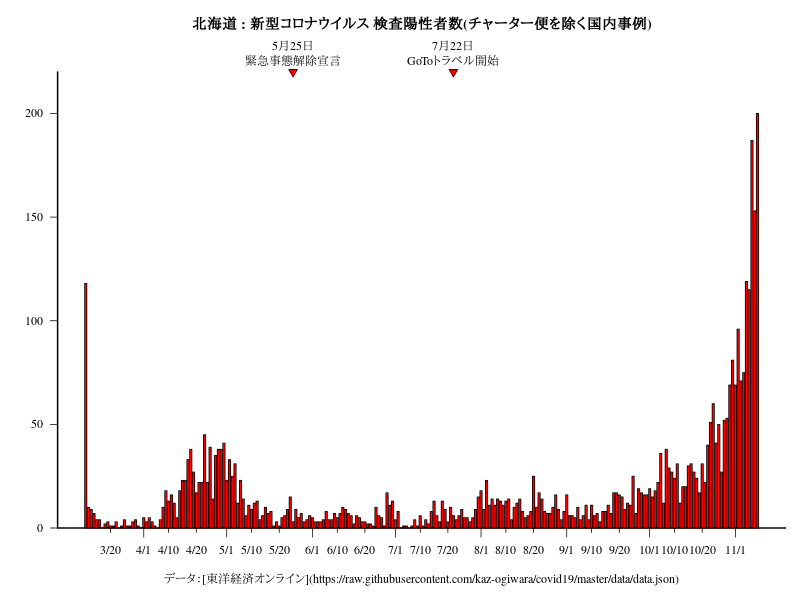 北海道 : 新型コロナウイルス 検査陽性者数(チャーター便を除く国内事例)
5月25日
緊急事態解除宣言
7月22日
GoToトラベル開始
200
150
100
50
0
3/20 4/1 4/10 4/20 5/1 5/10 5/20 6/1 6/10 6/20 7/1 7/10 7/20 8/1 8/10 8/20 9/1 9/10 9/20 10/1 10/10 10/20 11/1
データ:[東洋経済オンライン](https://raw.githubusercontent.com/kaz-ogiwara/covid19/master/data/data.json)